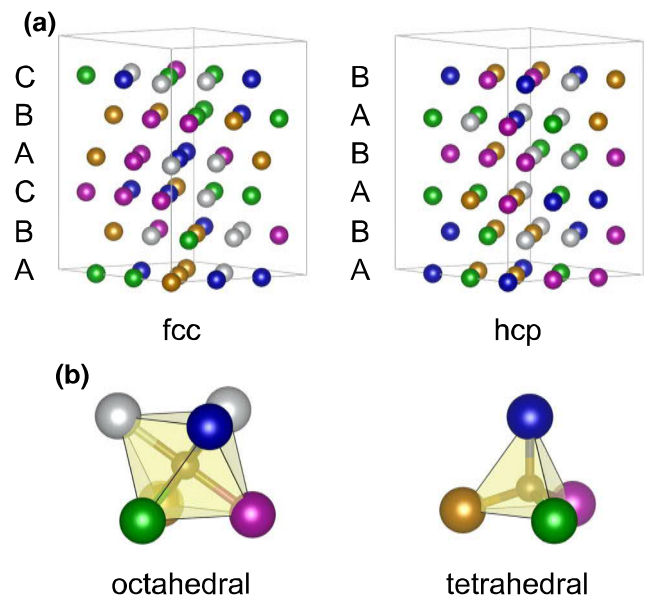 (a)
C B
B A
A B
C A
B B
A A
fcc hcp
(b)
octahedral tetrahedral